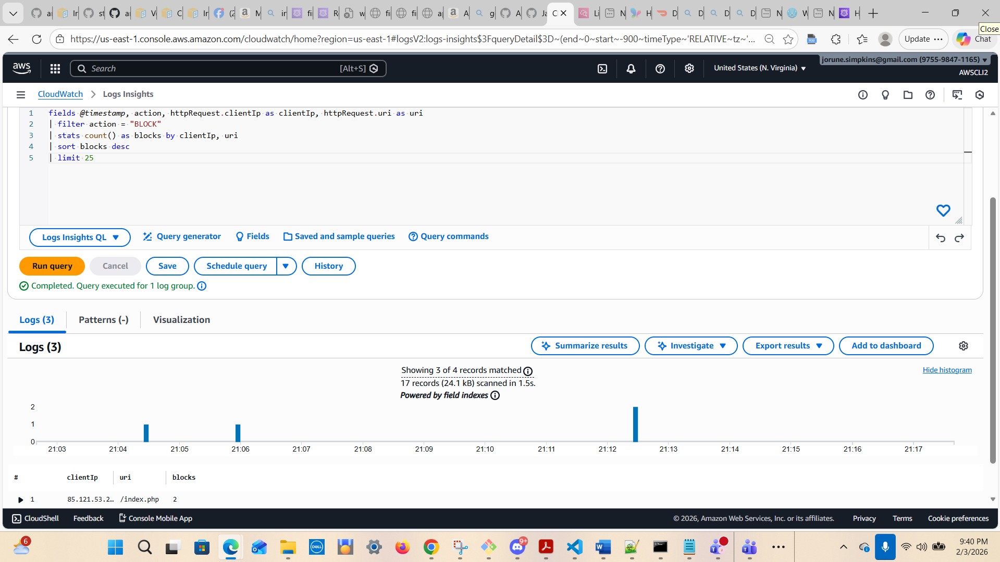 Close
https://us-east-1.console.aws.amazon.com/cloudwatch/home?region=us-east-1#logsV2:logs-insights$3FqueryDetail$3D~(end~0~start~-900~timeType~'RELATIVE~tz~'...
Update
Chat
aws
Search
[Alt+S]
United States (N. Virginia)
jorune.simpkins@gmail.com (9755-9847-1165)
AWSCLI2
CloudWatch
Logs Insights
1 fields @timestamp, action, httpRequest.clientIp as clientIp, httpRequest.uri as uri
2 | filter action = "BLOCK"
3 | stats count() as blocks by clientIp, uri
4 | sort blocks desc
5 | limit 25
Logs Insights QL
Query generator
Fields
Saved and sample queries
Query commands
Run query
Cancel
Save
Schedule query
History
Completed. Query executed for 1 log group.
Logs (3)
Patterns (-)
Visualization
Logs (3)
Summarize results
Investigate
Export results
Add to dashboard
Showing 3 of 4 records matched
Hide histogram
17 records (24.1 kB) scanned in 1.5s.
Powered by field indexes
2
1
0
21:03 21:04 21:05 21:06 21:07 21:08 21:09 21:10 21:11 21:12 21:13 21:14 21:15 21:16 21:17
# clientIp uri blocks
1 85.121.53.2… /index.php 2
CloudShell
Feedback
Console Mobile App
© 2026, Amazon Web Services, Inc. or its affiliates.
Privacy
Terms
Cookie preferences
6
DELL
9+
9:40 PM
2/3/2026